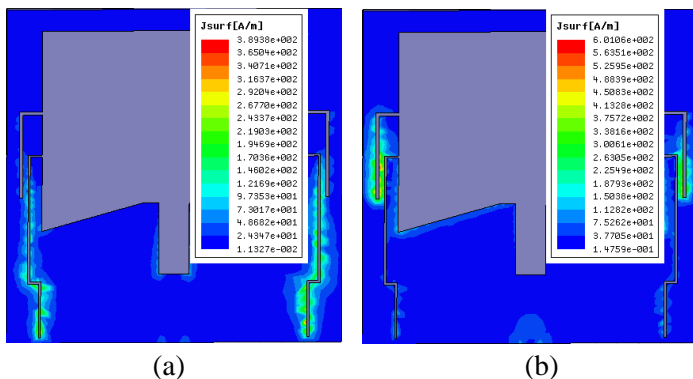 Jsurf[A/m]
3.8938e+002
3.6504e+002
3.4071e+002
3.1637e+002
2.9204e+002
2.6770e+002
2.4337e+002
2.1903e+002
1.9469e+002
1.7036e+002
1.4602e+002
1.2169e+002
9.7353e+001
7.3017e+001
4.8682e+001
2.4347e+001
1.1327e-002
Jsurf[A/m]
6.0106e+002
5.6351e+002
5.2595e+002
4.8839e+002
4.5083e+002
4.1328e+002
3.7572e+002
3.3816e+002
3.0061e+002
2.6305e+002
2.2549e+002
1.8793e+002
1.5038e+002
1.1282e+002
7.5262e+001
3.7705e+001
1.4759e-001
(a)
(b)